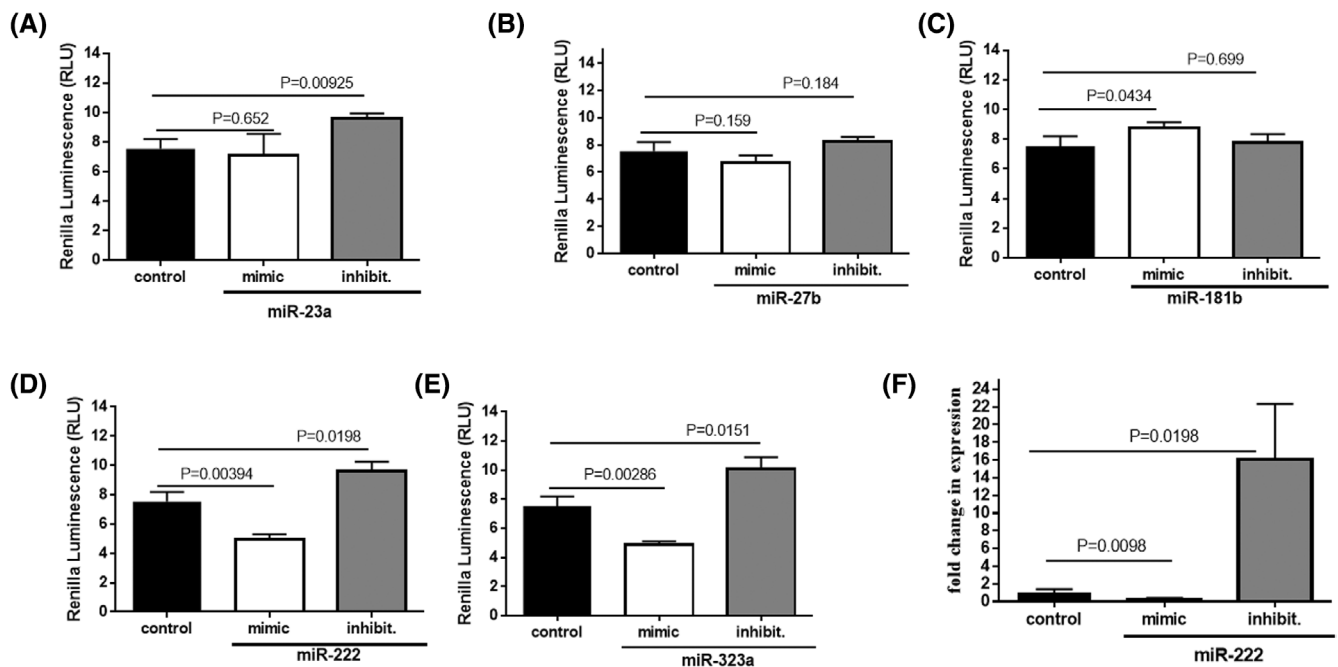 (A)
Renilla Luminescence (RLU)
14
12
10
8
6
4
2
0
P=0.00925
P=0.652
control
mimic
inhibit.
miR-23a
(B)
Renilla Luminescence (RLU)
14
12
10
8
6
4
2
0
P=0.184
P=0.159
control
mimic
inhibit.
miR-27b
(C)
Renilla Luminescence (RLU)
14
12
10
8
6
4
2
0
P=0.699
P=0.0434
control
mimic
inhibit.
miR-181b
(D)
Renilla Luminescence (RLU)
14
12
10
8
6
4
2
0
P=0.0198
P=0.00394
control
mimic
inhibit.
miR-222
(E)
Renilla Luminescence (RLU)
14
12
10
8
6
4
2
0
P=0.0151
P=0.00286
control
mimic
inhibit.
miR-323a
(F)
fold change in expression
24
22
20
18
16
14
12
10
8
6
4
2
0
P=0.0198
P=0.0098
control
mimic
inhibit.
miR-222